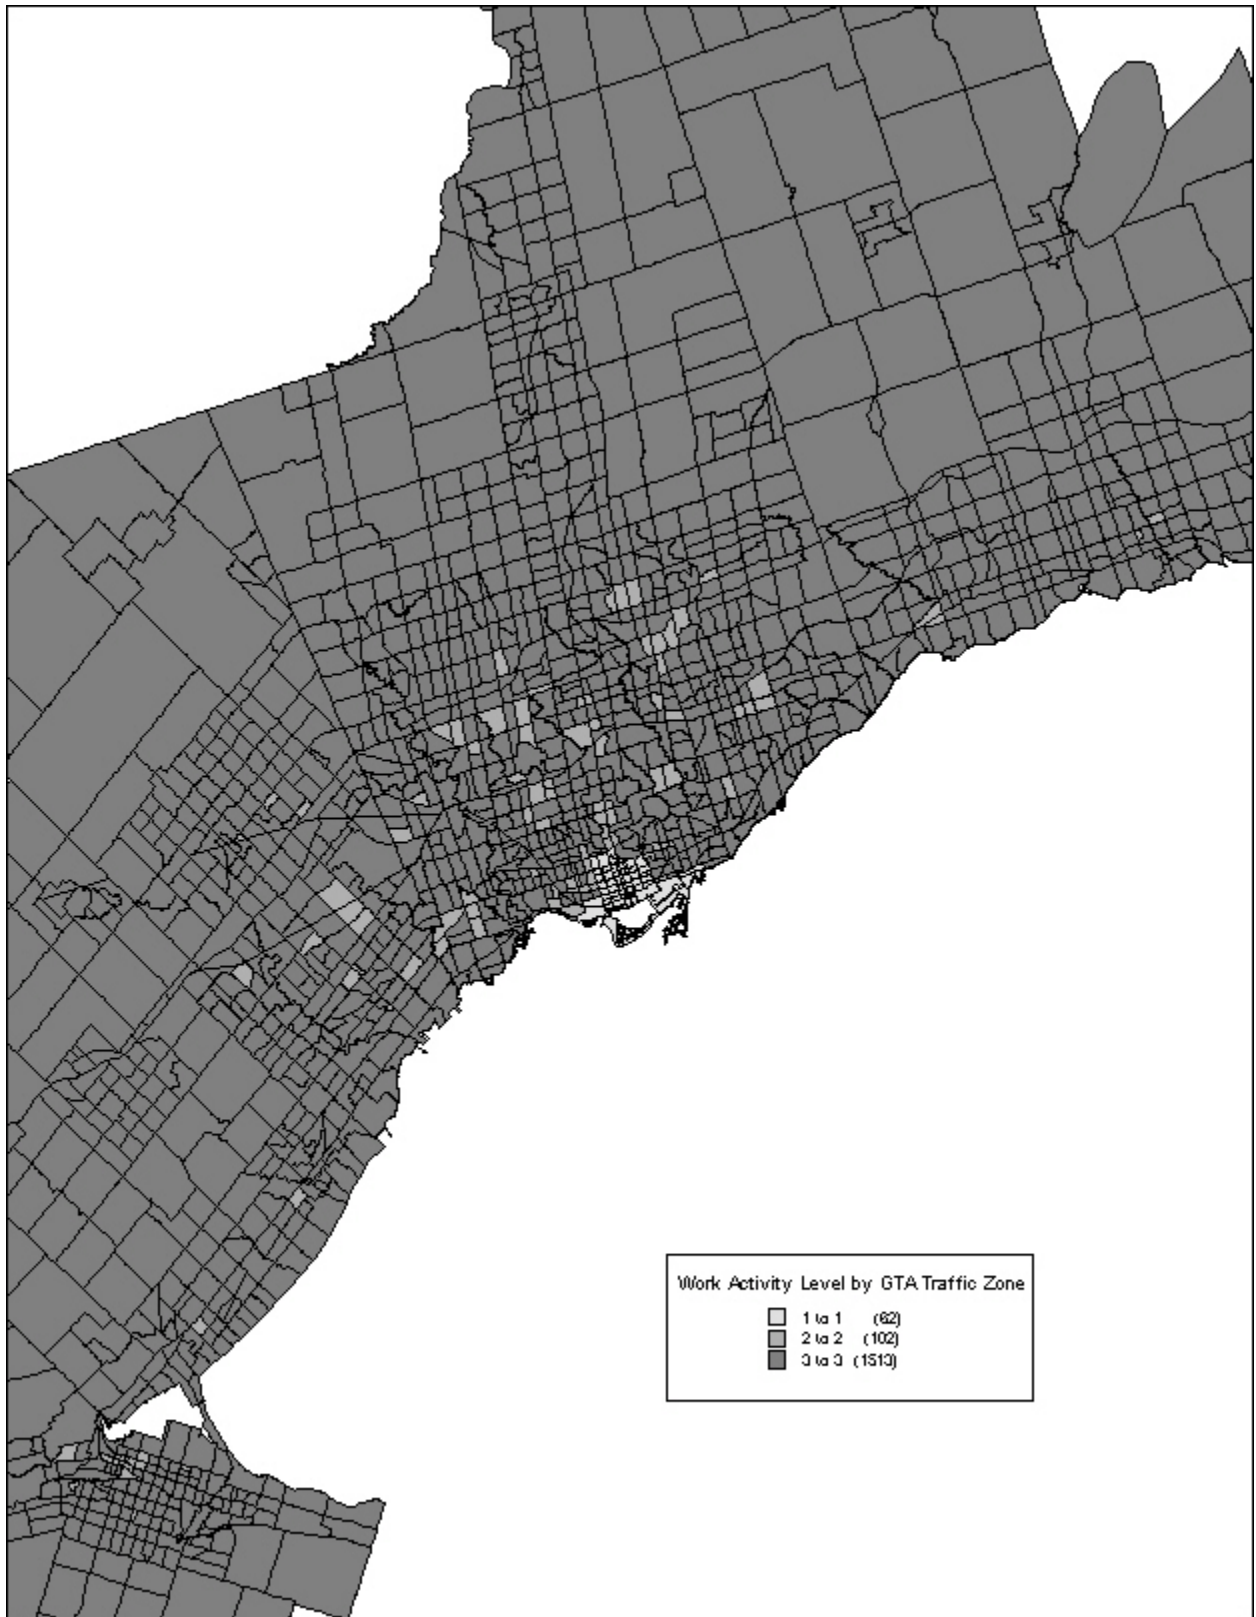 Work Activity Level by GTA Traffic Zone
1 to 1 (62)
2 to 2 (102)
3 to 3 (1513)